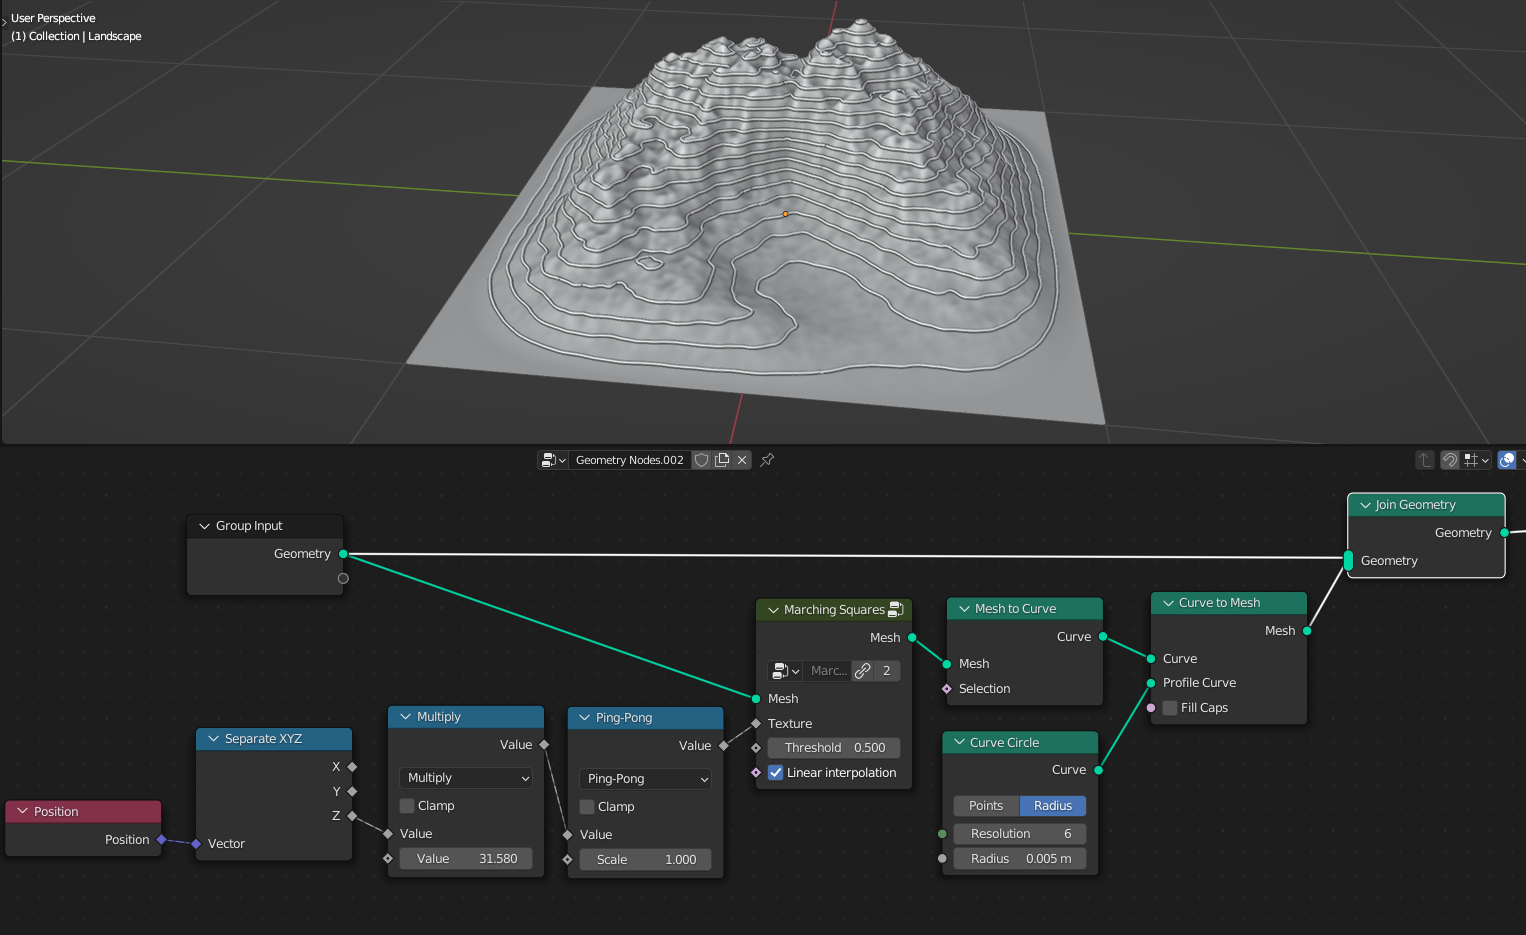 User Perspective
(1) Collection | Landscape
Geometry Nodes.002
Group Input
Geometry
Join Geometry
Geometry
Geometry
Marching Squares
Mesh
Marc...
2
Mesh
Texture
Threshold 0.500
Linear interpolation
Mesh to Curve
Curve
Mesh
Selection
Curve to Mesh
Mesh
Curve
Profile Curve
Fill Caps
Position
Position
Separate XYZ
X
Y
Z
Vector
Multiply
Value
Multiply
Clamp
Value
Value 31.580
Ping-Pong
Value
Ping-Pong
Clamp
Value
Scale 1.000
Curve Circle
Curve
Points Radius
Resolution 6
Radius 0.005 m